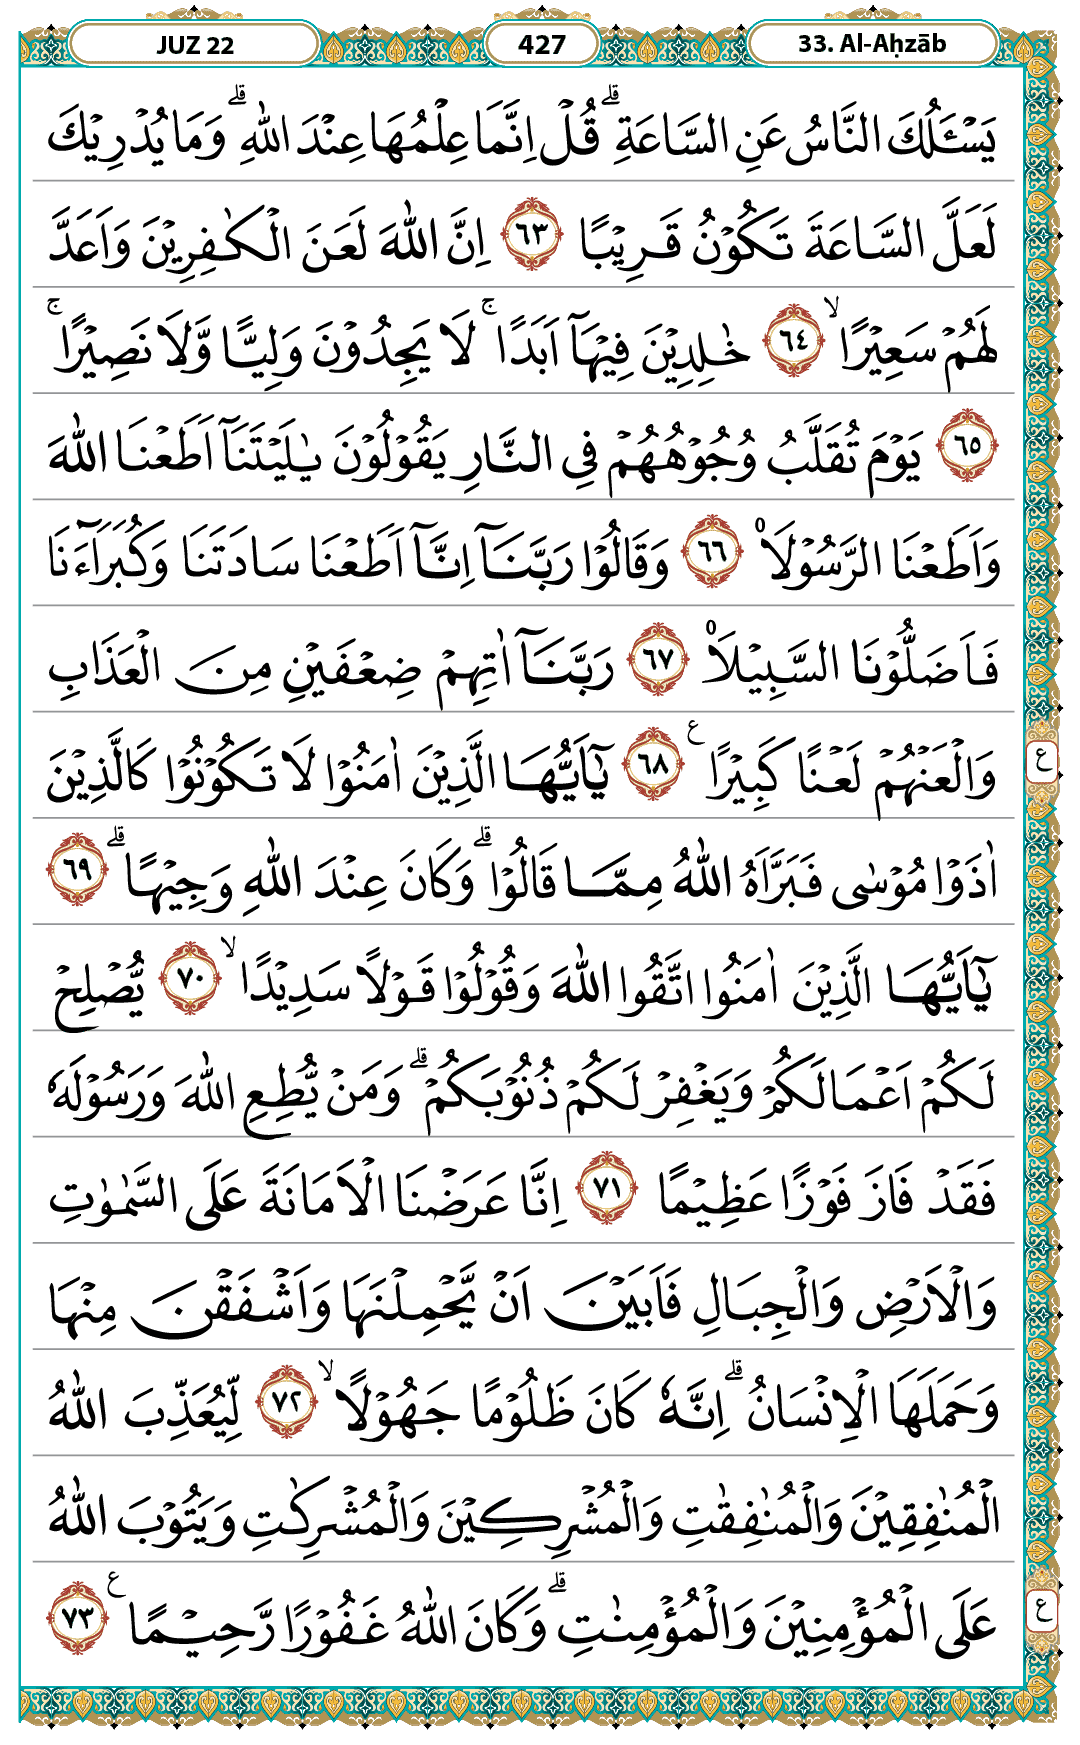 JUZ 22
427
33. Al-Aḥzāb
يَسْـَٔلُكَ النَّاسُ عَنِ السَّاعَةِۗ قُلْ اِنَّمَا عِلْمُهَا عِنْدَ اللّٰهِۗ وَمَا يُدْرِيْكَ
لَعَلَّ السَّاعَةَ تَكُوْنُ قَرِيْبًا ٦٣ اِنَّ اللّٰهَ لَعَنَ الْكٰفِرِيْنَ وَاَعَدَّ
لَهُمْ سَعِيْرًاۙ ٦٤ خٰلِدِيْنَ فِيْهَآ اَبَدًاۚ لَا يَجِدُوْنَ وَلِيًّا وَّلَا نَصِيْرًاۚ
٦٥ يَوْمَ تُقَلَّبُ وُجُوْهُهُمْ فِى النَّارِ يَقُوْلُوْنَ يٰلَيْتَنَآ اَطَعْنَا اللّٰهَ
وَاَطَعْنَا الرَّسُوْلَا۠ ٦٦ وَقَالُوْا رَبَّنَآ اِنَّآ اَطَعْنَا سَادَتَنَا وَكُبَرَاۤءَنَا
فَاَضَلُّوْنَا السَّبِيْلَا۠ ٦٧ رَبَّنَآ اٰتِهِمْ ضِعْفَيْنِ مِنَ الْعَذَابِ
وَالْعَنْهُمْ لَعْنًا كَبِيْرًا ࣖ ٦٨ يٰٓاَيُّهَا الَّذِيْنَ اٰمَنُوْا لَا تَكُوْنُوْا كَالَّذِيْنَ
ع
اٰذَوْا مُوْسٰى فَبَرَّاَهُ اللّٰهُ مِمَّا قَالُوْاۗ وَكَانَ عِنْدَ اللّٰهِ وَجِيْهًاۗ ٦٩
يٰٓاَيُّهَا الَّذِيْنَ اٰمَنُوا اتَّقُوا اللّٰهَ وَقُوْلُوْا قَوْلًا سَدِيْدًاۙ ٧٠ يُّصْلِحْ
لَكُمْ اَعْمَالَكُمْ وَيَغْفِرْ لَكُمْ ذُنُوْبَكُمْۗ وَمَنْ يُّطِعِ اللّٰهَ وَرَسُوْلَهٗ
فَقَدْ فَازَ فَوْزًا عَظِيْمًا ٧١ اِنَّا عَرَضْنَا الْاَمَانَةَ عَلَى السَّمٰوٰتِ
وَالْاَرْضِ وَالْجِبَالِ فَاَبَيْنَ اَنْ يَّحْمِلْنَهَا وَاَشْفَقْنَ مِنْهَا
وَحَمَلَهَا الْاِنْسَانُۗ اِنَّهٗ كَانَ ظَلُوْمًا جَهُوْلًاۙ ٧٢ لِّيُعَذِّبَ اللّٰهُ
الْمُنٰفِقِيْنَ وَالْمُنٰفِقٰتِ وَالْمُشْرِكِيْنَ وَالْمُشْرِكٰتِ وَيَتُوْبَ اللّٰهُ
عَلَى الْمُؤْمِنِيْنَ وَالْمُؤْمِنٰتِۗ وَكَانَ اللّٰهُ غَفُوْرًا رَّحِيْمًا ࣖ ٧٣
ع